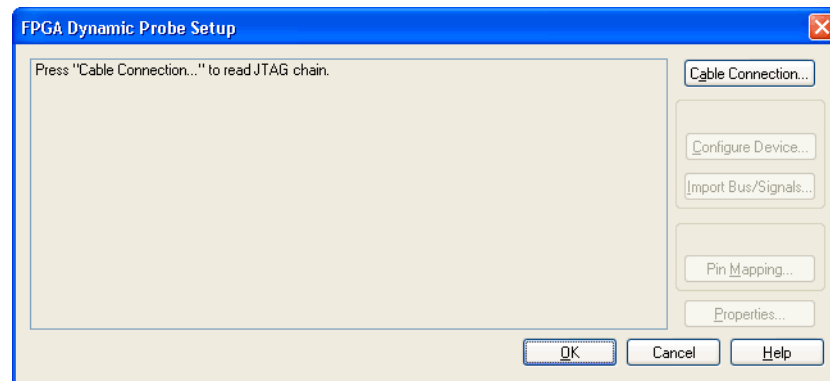 FPGA Dynamic Probe Setup
Press "Cable Connection..." to read JTAG chain.
Cable Connection...
Configure Device...
Import Bus/Signals...
Pin Mapping...
Properties...
OK
Cancel
Help